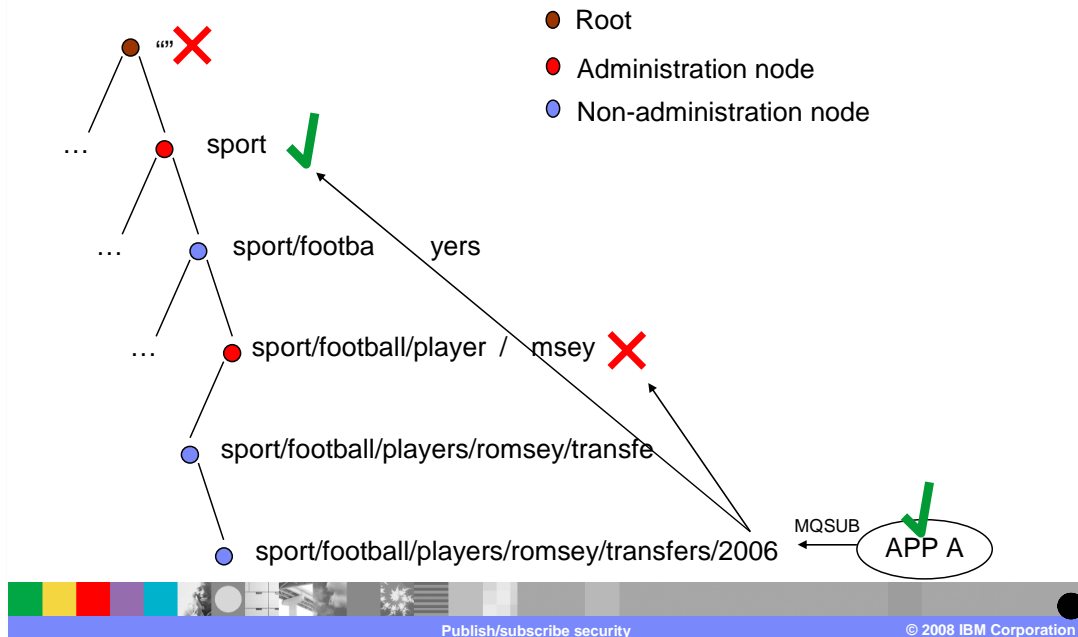 Root
“”
Administration node
Non-administration node
sport
...
sport/footba yers
...
sport/football/player / msey
...
sport/football/players/romsey/transfe
MQSUB
APP A
sport/football/players/romsey/transfers/2006
Publish/subscribe security
© 2008 IBM Corporation